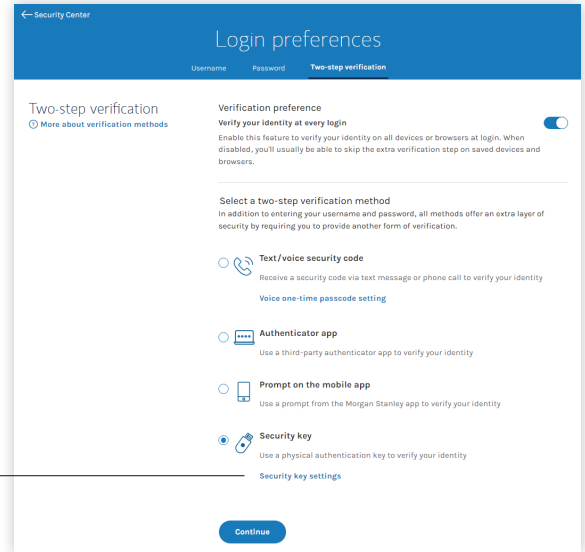 ← Security Center
Login preferences
Username Password Two-step verification
Two-step verification
? More about verification methods
Verification preference
Verify your identity at every login
Enable this feature to verify your identity on all devices or browsers at login. When
disabled, you'll usually be able to skip the extra verification step on saved devices and
browsers.
Select a two-step verification method
In addition to entering your username and password, all methods offer an extra layer of
security by requiring you to provide another form of verification.
Text/voice security code
Receive a security code via text message or phone call to verify your identity
Voice one-time passcode setting
Authenticator app
Use a third-party authenticator app to verify your identity
Prompt on the mobile app
Use a prompt from the Morgan Stanley app to verify your identity
Security key
Use a physical authentication key to verify your identity
Security key settings
Continue